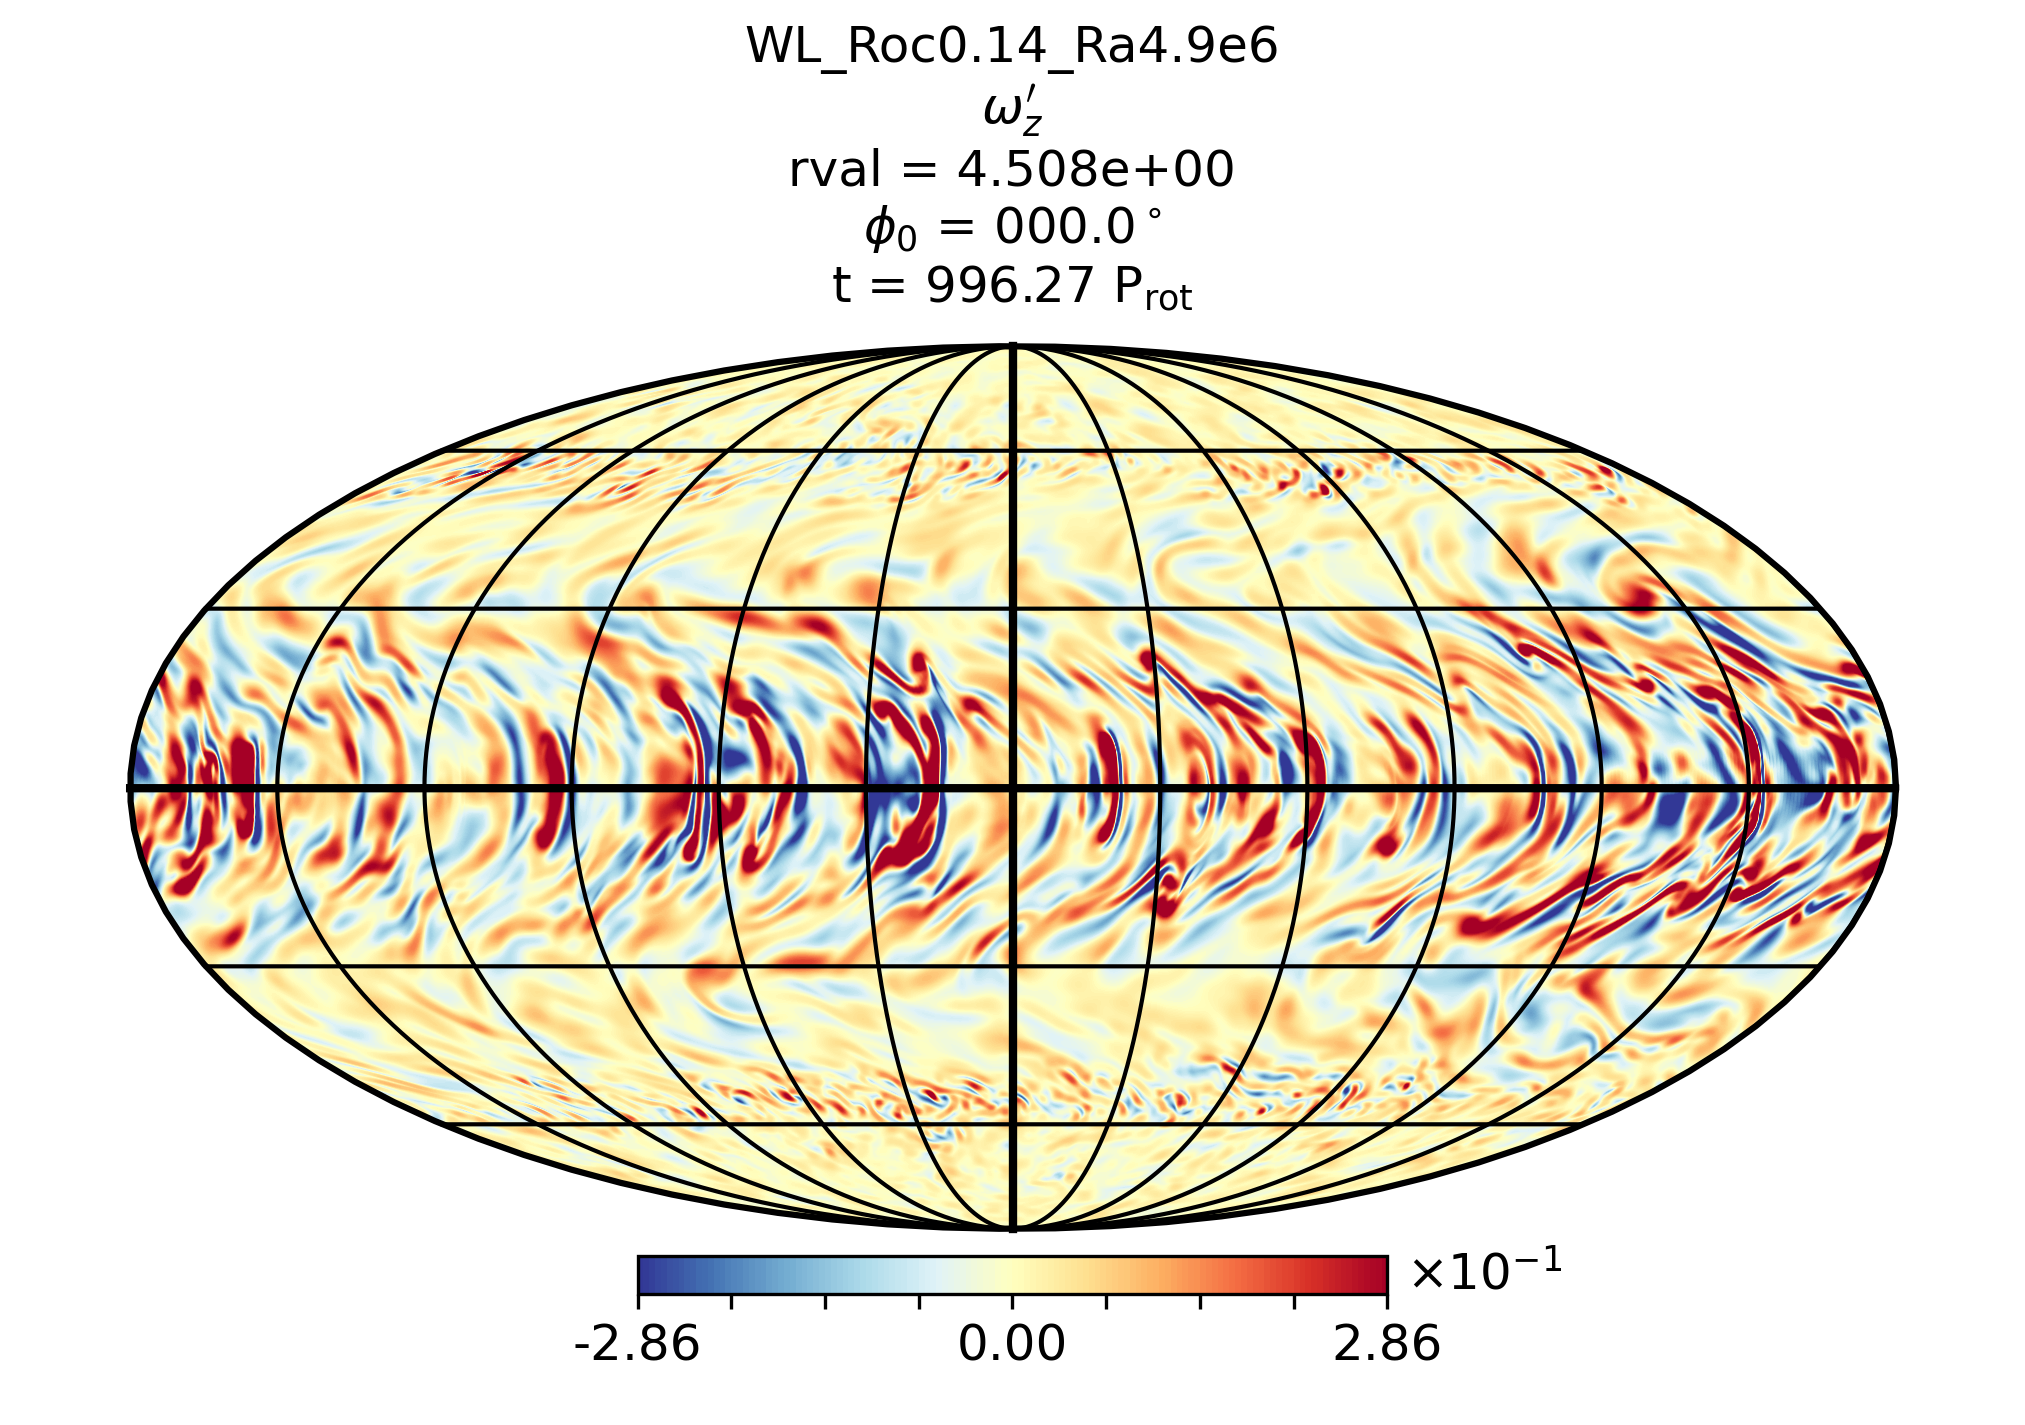 WL_Roc0.14_Ra4.9e6
ω′z
rval = 4.508e+00
ϕ0 = 000.0°
t = 996.27 Prot
×10−1
-2.86 0.00 2.86